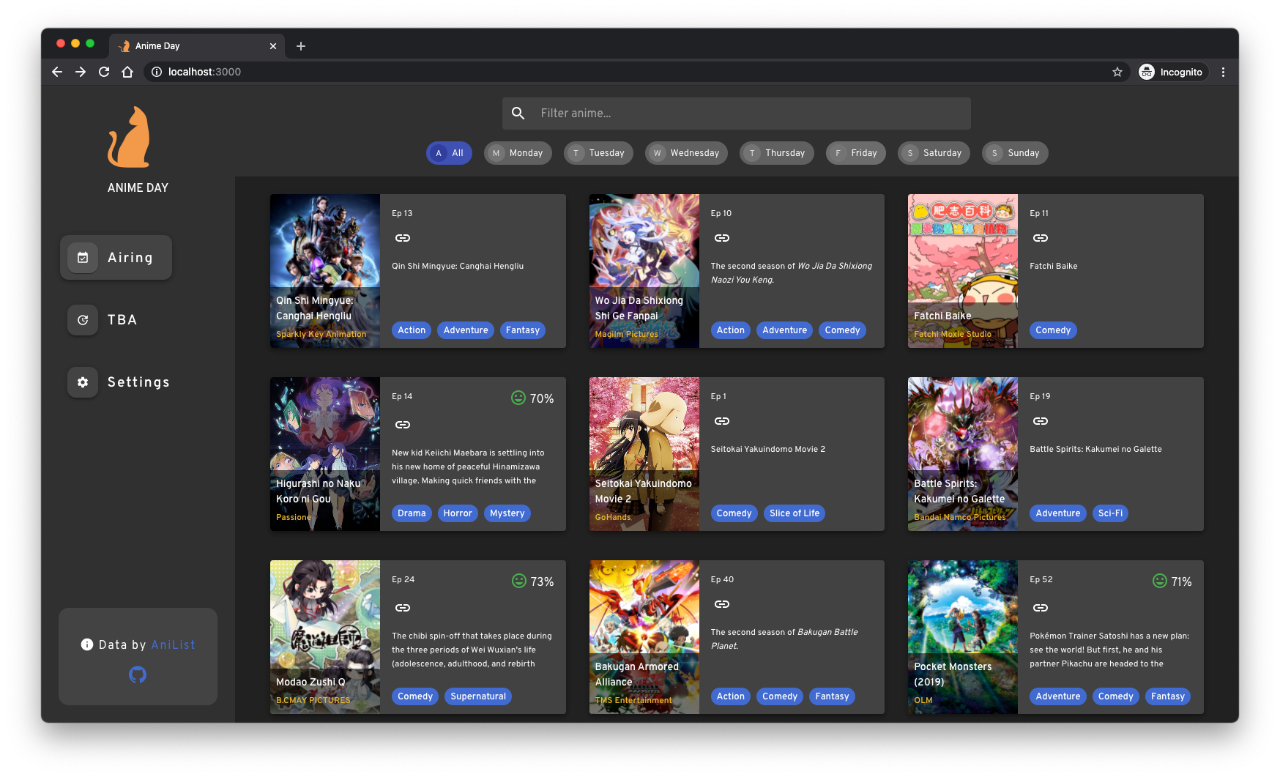 Anime Day
localhost:3000
Incognito
ANIME DAY
Filter anime...
A All
M Monday
T Tuesday
W Wednesday
T Thursday
F Friday
S Saturday
S Sunday
Airing
TBA
Settings
Data by AniList
Qin Shi Mingyue:
Canghai Hengliu
Sparkly Key Animation
Ep 13
Qin Shi Mingyue: Canghai Hengliu
Action Adventure Fantasy
Wo Jia Da Shixiong
Shi Ge Fanpai
Magilm Pictures
Ep 10
The second season of Wo Jia Da Shixiong
Naozi You Keng.
Action Adventure Comedy
肥志百科
Fatchi Baike
Fatchi Moxie Studio
Ep 11
Fatchi Baike
Comedy
Higurashi no Naku
Koro ni Gou
Passione
Ep 14
70%
New kid Keiichi Maebara is settling into
his new home of peaceful Hinamizawa
village. Making quick friends with the
Drama Horror Mystery
Seitokai Yakuindomo
Movie 2
GoHands
Ep 1
Seitokai Yakuindomo Movie 2
Comedy Slice of Life
Battle Spirits:
Kakumei no Galette
Bandai Namco Pictures
Ep 19
Battle Spirits: Kakumei no Galette
Adventure Sci-Fi
Modao Zushi Q
B.CMAY PICTURES
Ep 24
73%
The chibi spin-off that takes place during
the three periods of Wei Wuxian's life
(adolescence, adulthood, and rebirth
Comedy Supernatural
Bakugan Armored
Alliance
TMS Entertainment
Ep 40
The second season of Bakugan Battle
Planet.
Action Comedy Fantasy
Pocket Monsters
(2019)
OLM
Ep 52
71%
Pokémon Trainer Satoshi has a new plan:
see the world! But first, he and his
partner Pikachu are headed to the
Adventure Comedy Fantasy